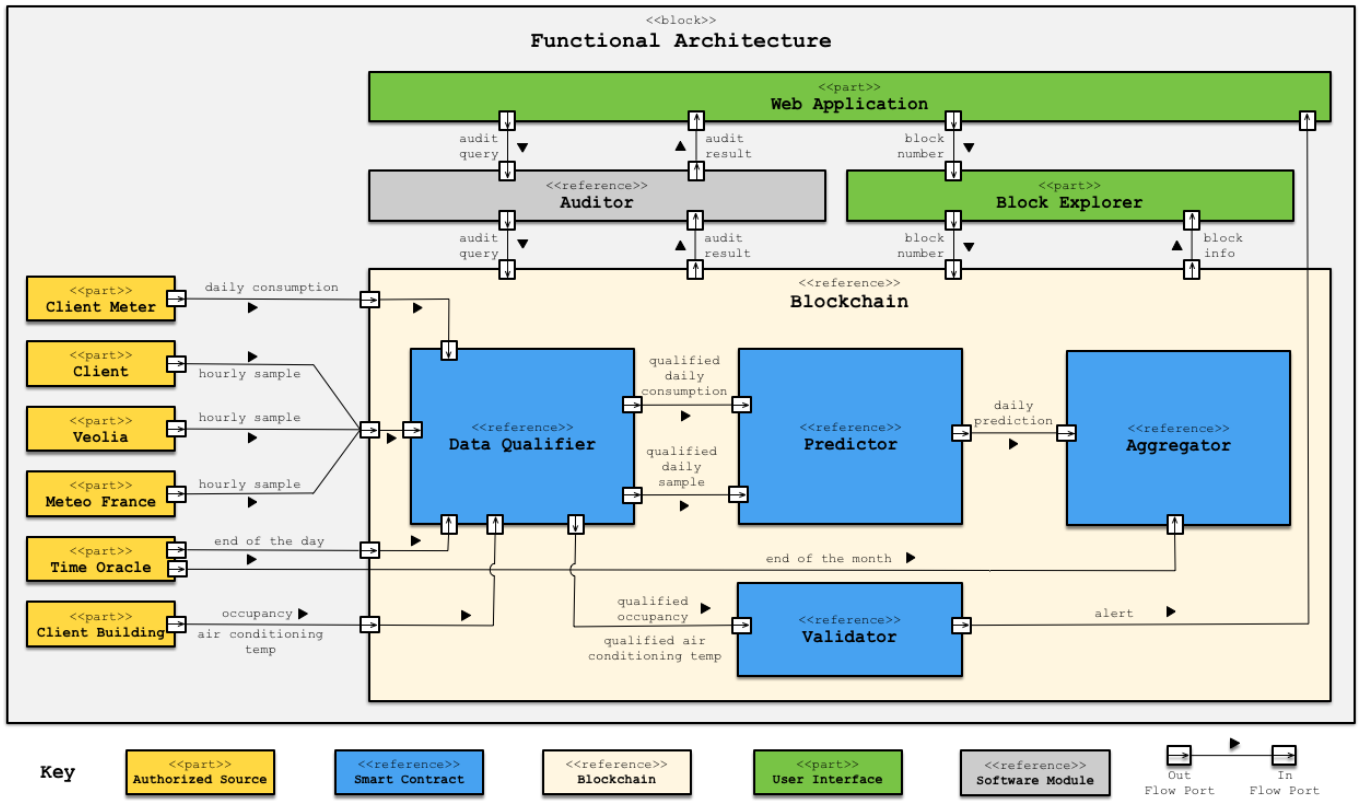 <<block>>
Functional Architecture
<<part>>
Web Application
audit
query
audit
result
block
number
<<reference>>
Auditor
<<part>>
Block Explorer
audit
query
audit
result
block
number
block
info
<<reference>>
Blockchain
<<part>>
Client Meter
daily consumption
<<part>>
Client
hourly sample
<<part>>
Veolia
hourly sample
<<part>>
Meteo France
hourly sample
<<part>>
Time Oracle
end of the day
end of the month
<<part>>
Client Building
occupancy
air conditioning
temp
<<reference>>
Data Qualifier
qualified
daily
consumption
qualified
daily
sample
<<reference>>
Predictor
daily
prediction
<<reference>>
Aggregator
qualified
occupancy
qualified air
conditioning temp
<<reference>>
Validator
alert
Key
<<part>>
Authorized Source
<<reference>>
Smart Contract
<<reference>>
Blockchain
<<part>>
User Interface
<<reference>>
Software Module
Out
Flow Port
In
Flow Port